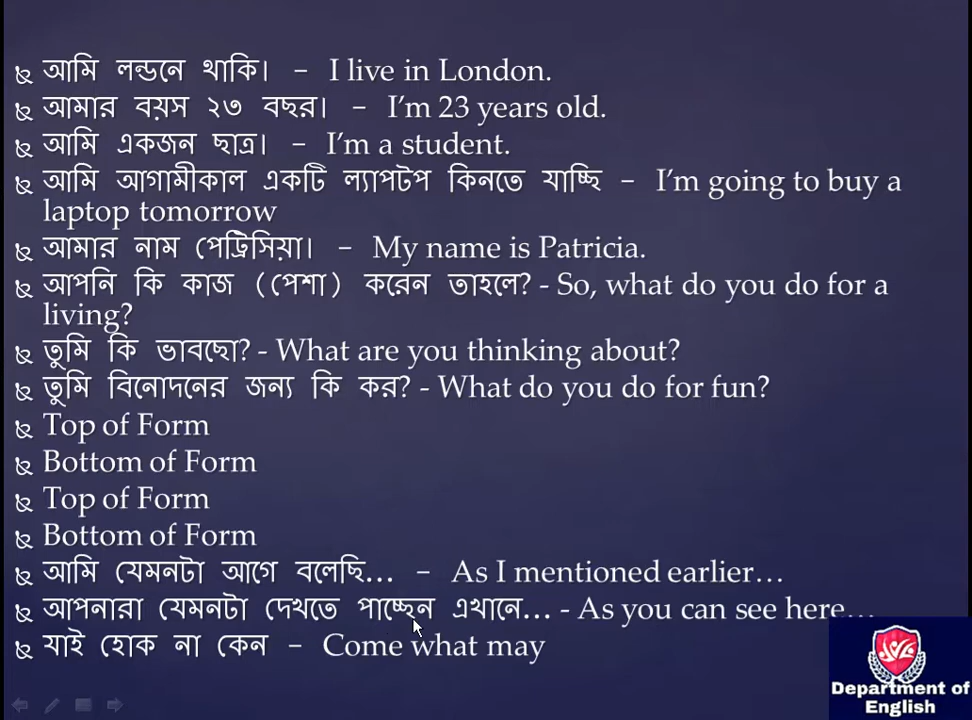 আমি লন্ডনে থাকি। – I live in London.
আমার বয়স ২৩ বছর। – I'm 23 years old.
আমি একজন ছাত্র। – I'm a student.
আমি আগামীকাল একটি ল্যাপটপ কিনতে যাচ্ছি – I'm going to buy a
laptop tomorrow
আমার নাম পেট্রিসিয়া। – My name is Patricia.
আপনি কি কাজ (পেশা) করেন তাহলে? - So, what do you do for a
living?
তুমি কি ভাবছো? - What are you thinking about?
তুমি বিনোদনের জন্য কি কর? - What do you do for fun?
Top of Form
Bottom of Form
Top of Form
Bottom of Form
আমি যেমনটা আগে বলেছি... – As I mentioned earlier...
আপনারা যেমনটা দেখতে পাচ্ছেন এখানে... - As you can see here...
যাই হোক না কেন – Come what may
Department of
English